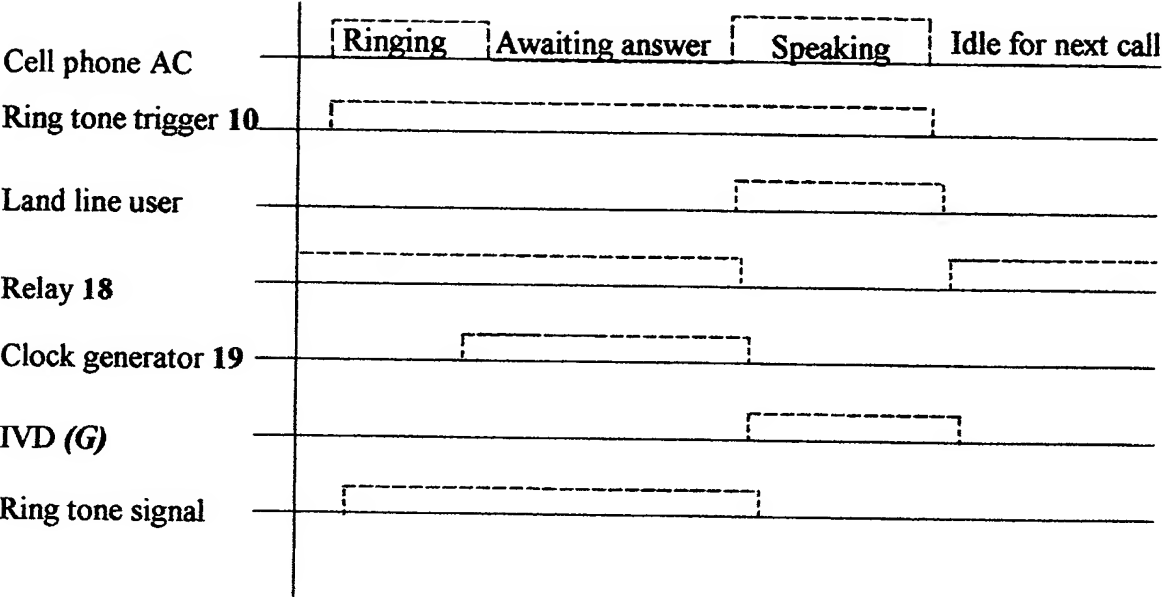 Ringing Awaiting answer Speaking Idle for next call
Cell phone AC
Ring tone trigger 10
Land line user
Relay 18
Clock generator 19
IVD (G)
Ring tone signal